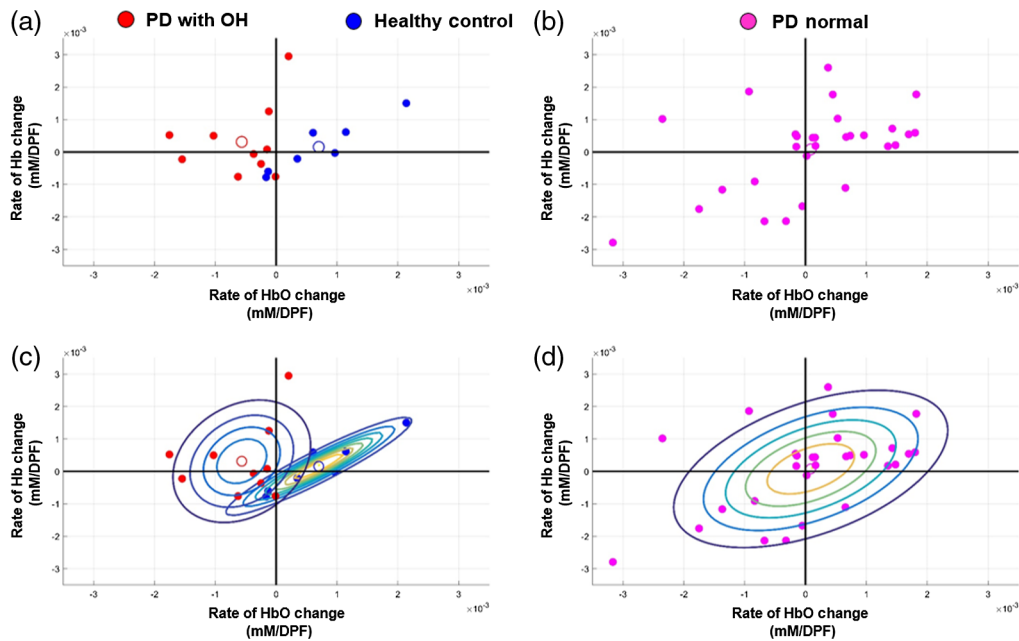 (a) PD with OH Healthy control (b) PD normal
×10⁻³ ×10⁻³
3 3
2 2
1 1
0 0
-1 -1
-2 -2
-3 -3
Rate of Hb change
(mM/DPF)
Rate of Hb change
(mM/DPF)
-3 -2 -1 0 1 2 3 -3 -2 -1 0 1 2 3
×10⁻³ ×10⁻³
Rate of HbO change Rate of HbO change
(mM/DPF) (mM/DPF)
(c) (d)
×10⁻³ ×10⁻³
3 3
2 2
1 1
0 0
-1 -1
-2 -2
-3 -3
Rate of Hb change
(mM/DPF)
Rate of Hb change
(mM/DPF)
-3 -2 -1 0 1 2 3 -3 -2 -1 0 1 2 3
×10⁻³ ×10⁻³
Rate of HbO change Rate of HbO change
(mM/DPF) (mM/DPF)